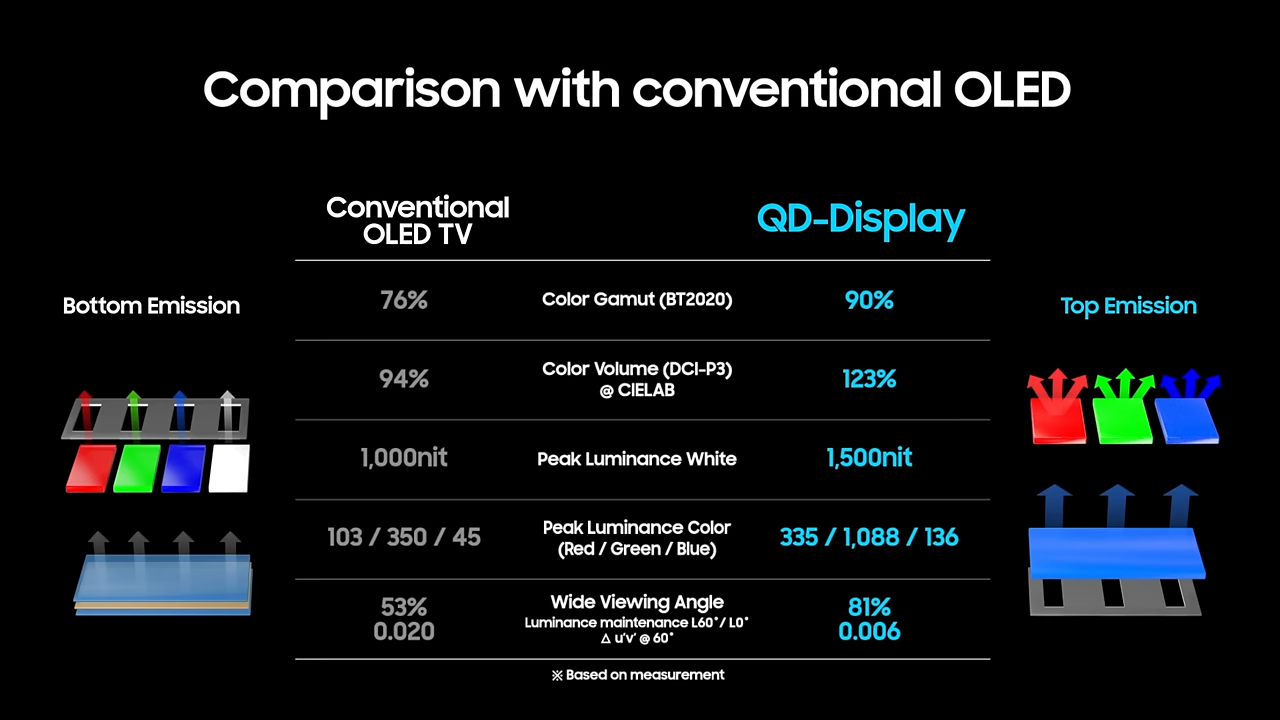 Comparison with conventional OLED
Conventional
OLED TV
QD-Display
Bottom Emission
76%
Color Gamut (BT2020)
90%
Top Emission
94%
Color Volume (DCI-P3)
@ CIELAB
123%
1,000nit
Peak Luminance White
1,500nit
103 / 350 / 45
Peak Luminance Color
(Red / Green / Blue)
335 / 1,088 / 136
53%
0.020
Wide Viewing Angle
Luminance maintenance L60˚/ L0˚
Δ u'v' @ 60˚
81%
0.006
※ Based on measurement